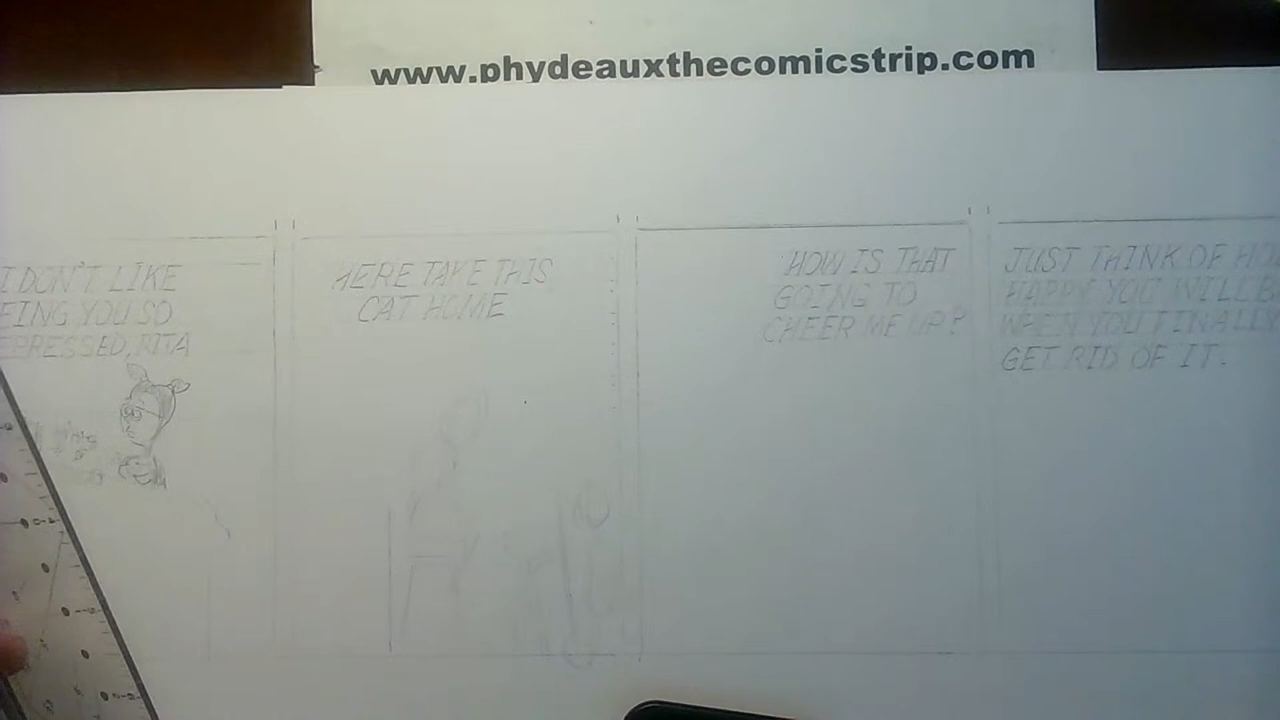 www.phydeauxthecomicstrip.com
I DON'T LIKE
EING YOU SO
EPRESSED, RITA
HERE TAKE THIS
CAT HOME
HOW IS THAT
GOING TO
CHEER ME UP?
JUST THINK OF HO
HAPPY YOU WILL B
WHEN YOU FINALL
GET RID OF IT.